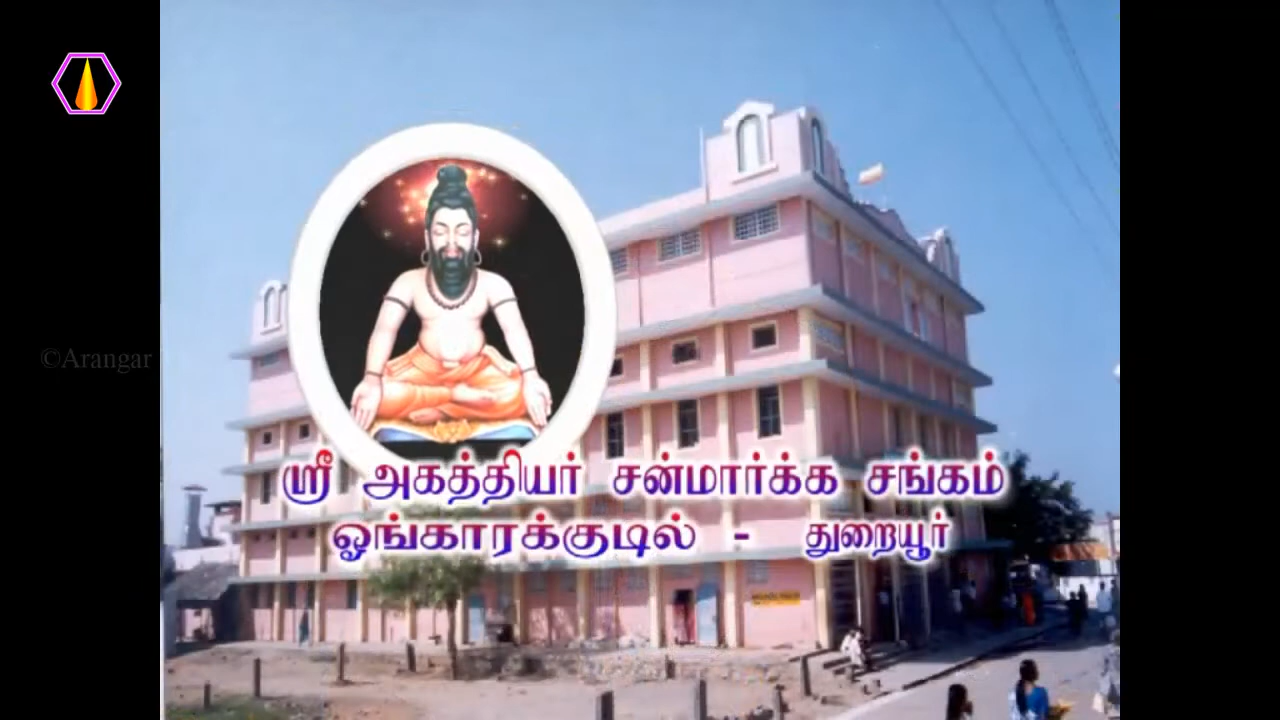 ©Arangar
ஸ்ரீ அகத்தியர் சன்மார்க்க சங்கம்
ஓங்காரக்குடில் - துறையூர்